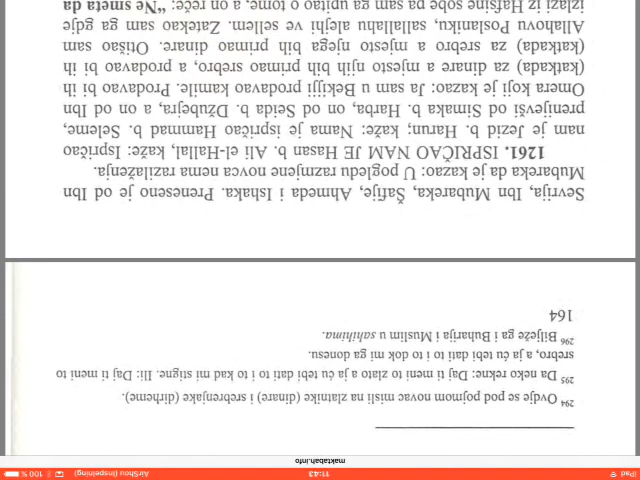 iPad 11:43 AirShou (Inspelning) 100 %
maktabah.info
294 Ovdje se pod pojmom novac misli na zlatnike (dinare) i srebrenjake (dirheme).
295 Da neko rekne: Daj ti meni to zlato a ja ću tebi dati to i to kad mi stigne. Ili: Daj ti meni to
srebro, a ja ću tebi dati to i to dok mi ga donesu.
296 Bilježe ga i Buharija i Muslim u sahihima.
164
Sevrija, Ibn Mubareka, Šafije, Ahmeda i Ishaka. Preneseno je od Ibn
Mubareka da je kazao: U pogledu razmjene novca nema razilaženja.
1261. ISPRIČAO NAM JE Hasan b. Ali el-Hallal, kaže: Ispričao
nam je Jezid b. Harun; kaže: Nama je ispričao Hammad b. Seleme,
prenijevši od Simaka b. Harba, on od Seida b. Džubejra, a on od Ibn
Omera koji je kazao: Ja sam u Bekijji prodavao kamile. Prodavao bi ih
(katkada) za dinare a mjesto njih bih primao srebro, a prodavao bi ih
(katkada) za srebro a mjesto njega bih primao dinare. Otišao sam
Allahovu Poslaniku, sallallahu alejhi ve sellem. Zatekao sam ga gdje
izlazi iz Hafsine sobe pa sam ga upitao o tome, a on reče: “Ne smeta da